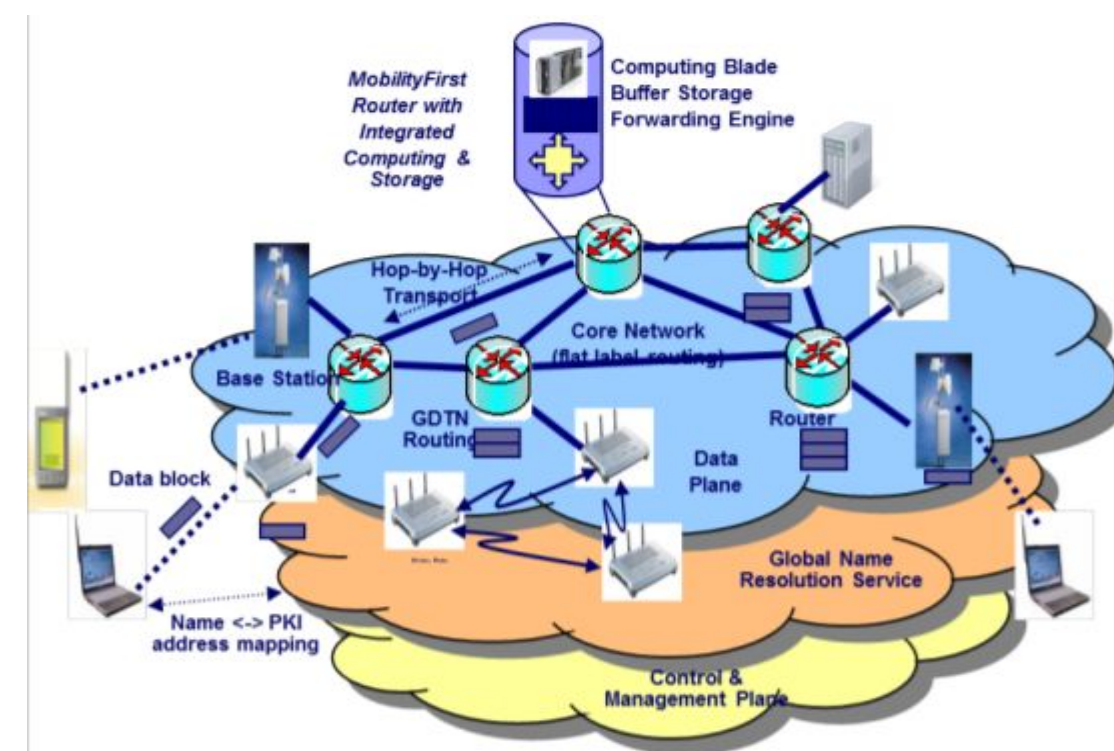 MobilityFirst
Router with
Integrated
Computing &
Storage
Computing Blade
Buffer Storage
Forwarding Engine
Hop-by-Hop
Transport
Core Network
(flat label routing)
Base Station
GDTN
Routing
Router
Data block
Data
Plane
Global Name
Resolution Service
Name <-> PKI
address mapping
Control &
Management Plane